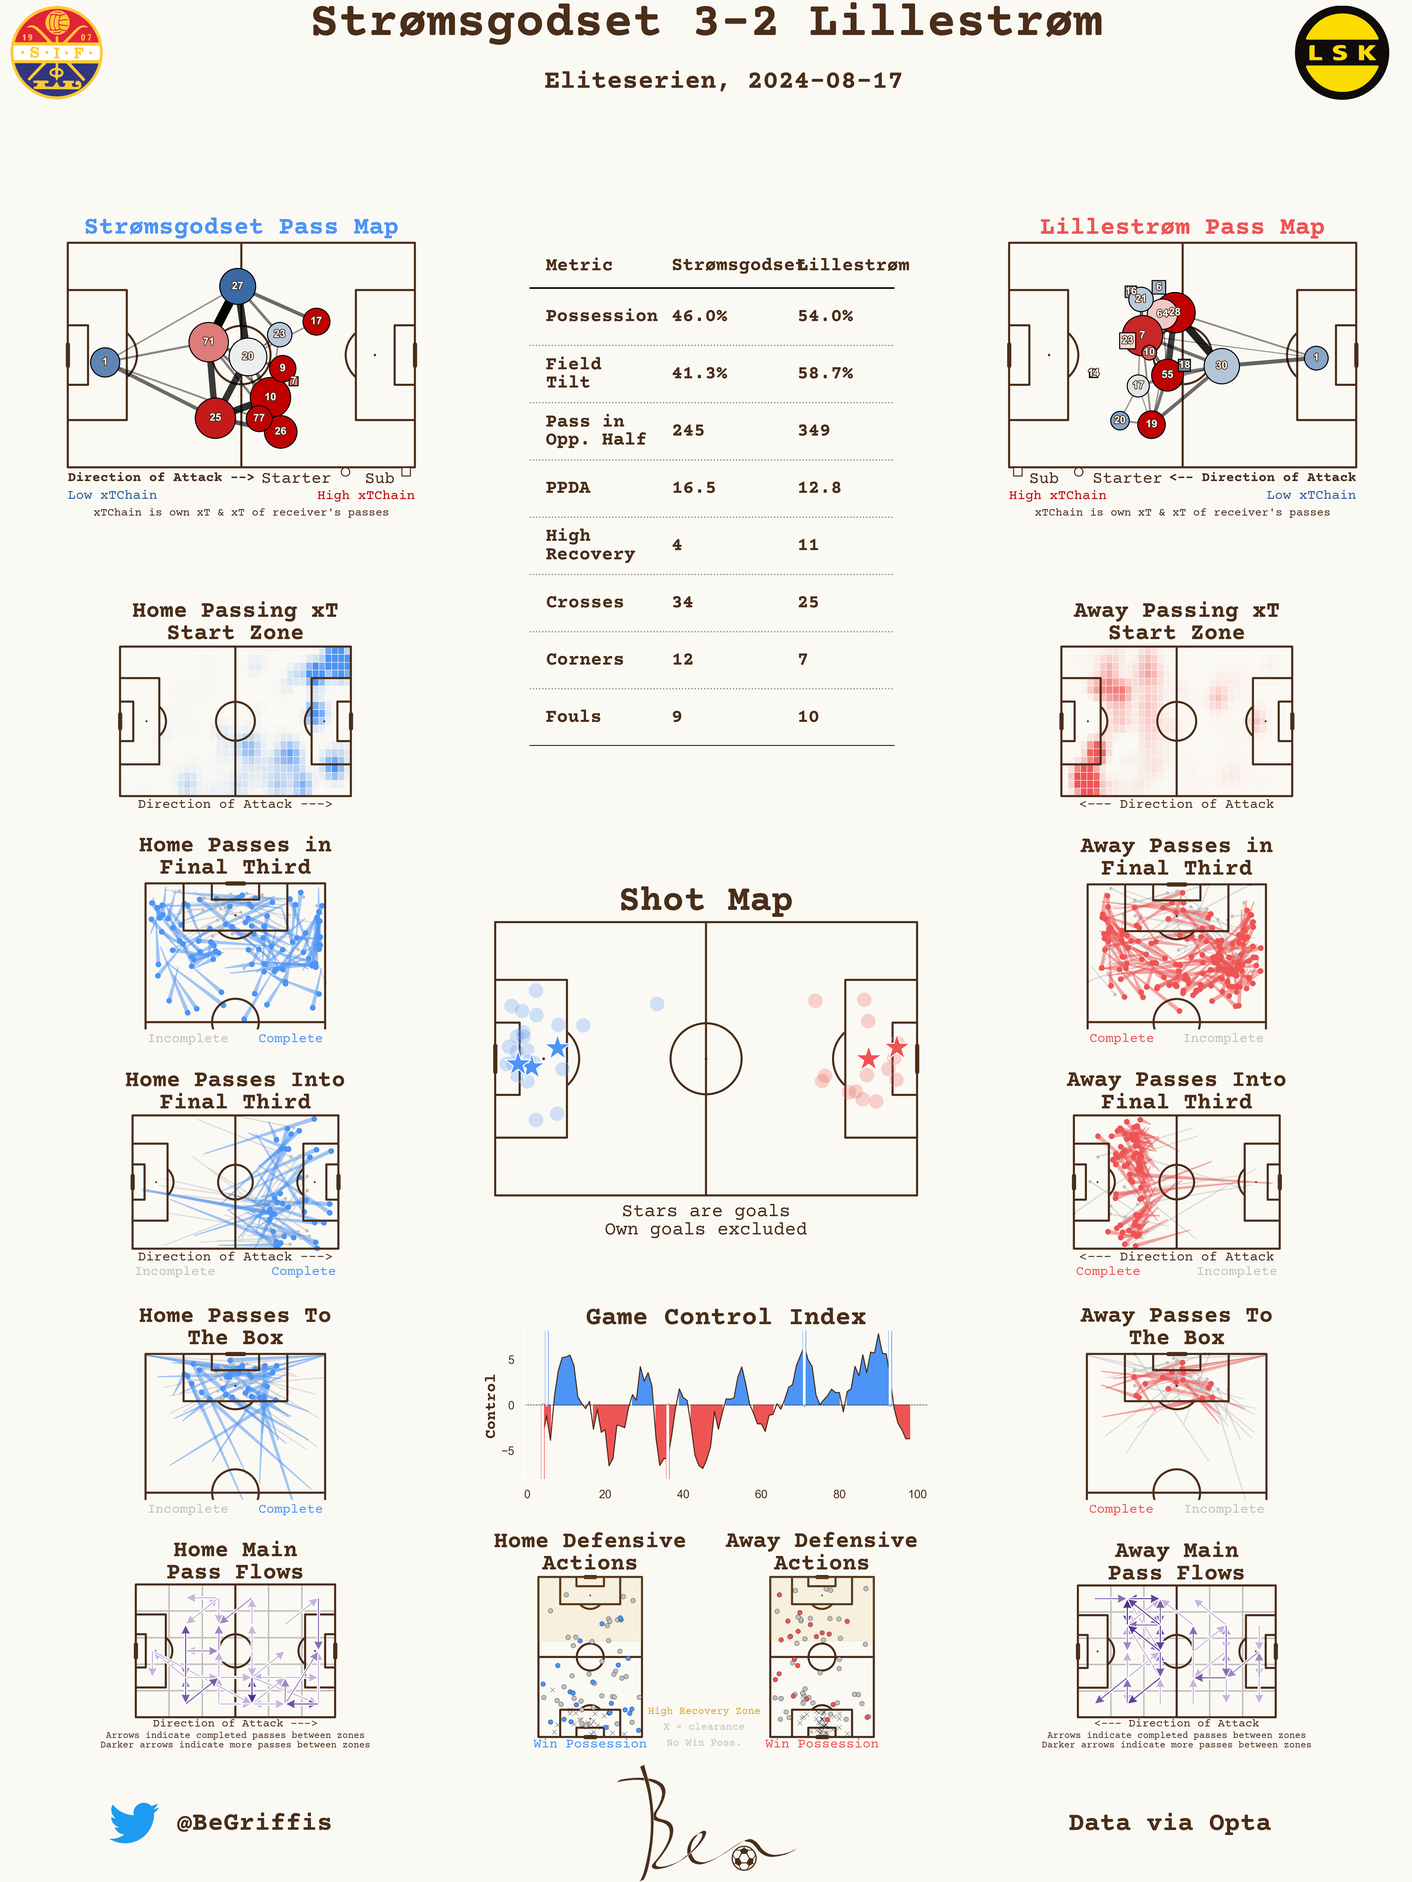 Strømsgodset 3-2 Lillestrøm
Eliteserien, 2024-08-17
19 07
·S·I·F·
LSK
Strømsgodset Pass Map
27
17
23
71
20
1
9
7
10
25
77
26
Direction of Attack --> Starter Sub
Low xTChain High xTChain
xTChain is own xT & xT of receiver's passes
Metric Strømsgodset Lillestrøm
Possession 46.0% 54.0%
Field
Tilt 41.3% 58.7%
Pass in
Opp. Half 245 349
PPDA 16.5 12.8
High
Recovery 4 11
Crosses 34 25
Corners 12 7
Fouls 9 10
Lillestrøm Pass Map
16
6
21
64
28
7
23
10
1
18
30
14
55
17
20
19
Sub Starter <-- Direction of Attack
High xTChain Low xTChain
xTChain is own xT & xT of receiver's passes
Home Passing xT
Start Zone
Direction of Attack --->
Away Passing xT
Start Zone
<--- Direction of Attack
Home Passes in
Final Third
Incomplete Complete
Away Passes in
Final Third
Complete Incomplete
Shot Map
Stars are goals
Own goals excluded
Home Passes Into
Final Third
Direction of Attack --->
Incomplete Complete
Away Passes Into
Final Third
<--- Direction of Attack
Complete Incomplete
Home Passes To
The Box
Incomplete Complete
Game Control Index
Control
5
0
−5
0 20 40 60 80 100
Away Passes To
The Box
Complete Incomplete
Home Main
Pass Flows
Direction of Attack --->
Arrows indicate completed passes between zones
Darker arrows indicate more passes between zones
Home Defensive
Actions
Win Possession
Away Defensive
Actions
Win Possession
High Recovery Zone
X = clearance
No Win Poss.
Away Main
Pass Flows
<--- Direction of Attack
Arrows indicate completed passes between zones
Darker arrows indicate more passes between zones
@BeGriffis
Ben
Data via Opta